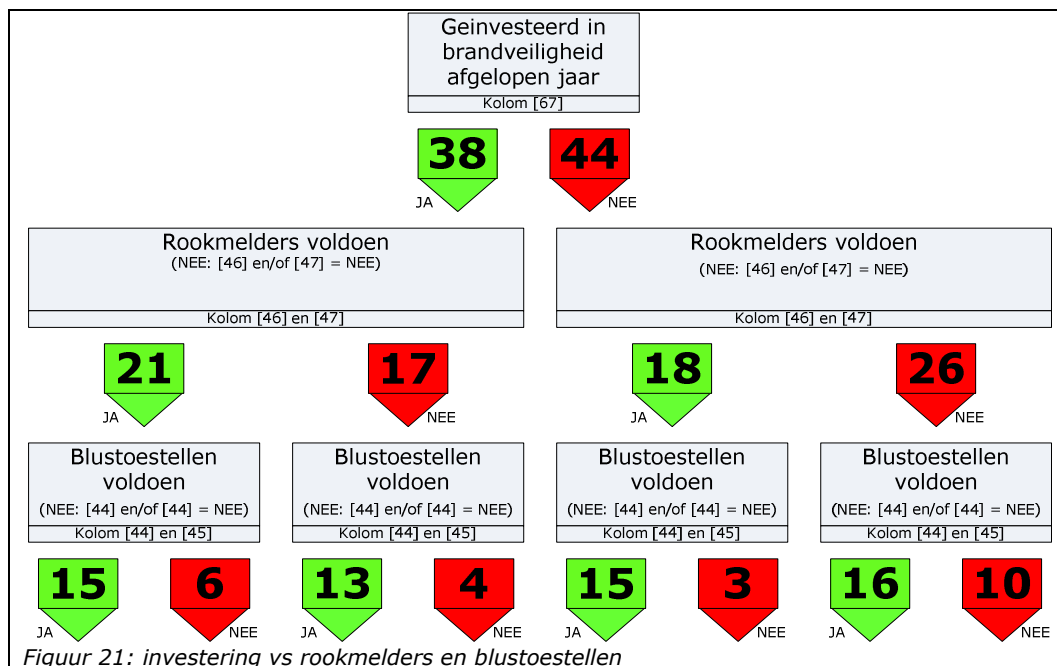 Geinvesteerd in
brandveiligheid
afgelopen jaar
Kolom [67]
38
44
JA
NEE
Rookmelders voldoen
(NEE: [46] en/of [47] = NEE)
Kolom [46] en [47]
Rookmelders voldoen
(NEE: [46] en/of [47] = NEE)
Kolom [46] en [47]
21
17
18
26
JA
NEE
JA
NEE
Blustoestellen
voldoen
(NEE: [44] en/of [44] = NEE)
Kolom [44] en [45]
Blustoestellen
voldoen
(NEE: [44] en/of [44] = NEE)
Kolom [44] en [45]
Blustoestellen
voldoen
(NEE: [44] en/of [44] = NEE)
Kolom [44] en [45]
Blustoestellen
voldoen
(NEE: [44] en/of [44] = NEE)
Kolom [44] en [45]
15
6
13
4
15
3
16
10
JA
NEE
JA
NEE
JA
NEE
JA
NEE
Figuur 21: investering vs rookmelders en blustoestellen